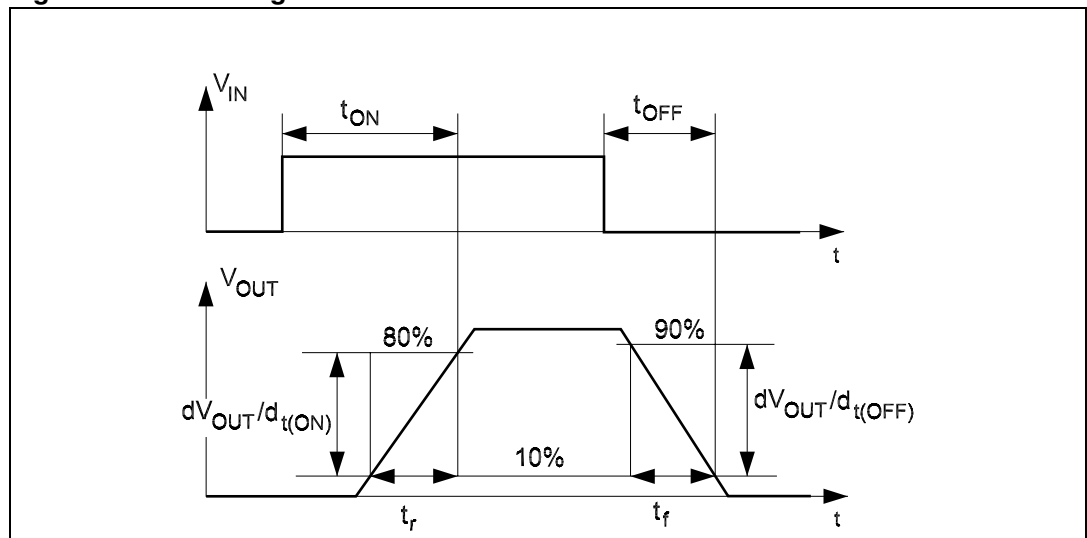 V_IN
t_ON
t_OFF
t
V_OUT
80%
90%
dV_OUT/d_t(ON)
dV_OUT/d_t(OFF)
10%
t_r
t_f
t